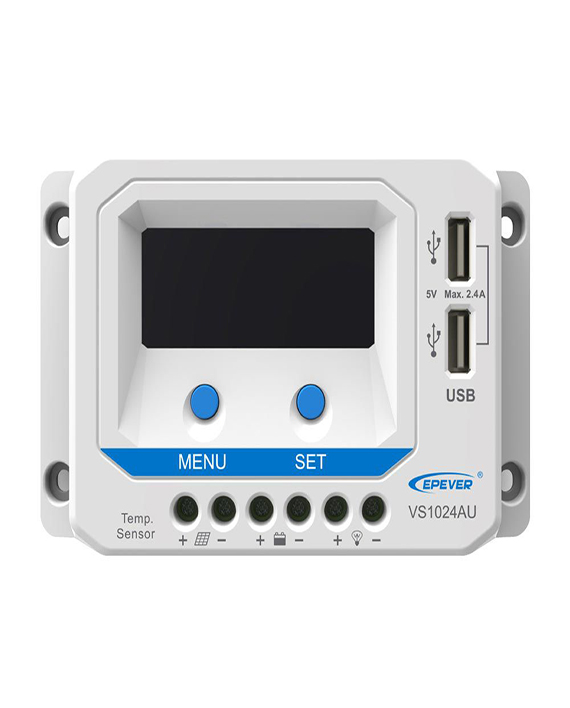 5V Max. 2.4A
USB
MENU SET
EPEVER ®
VS1024AU
Temp.
Sensor
+ − + − + −